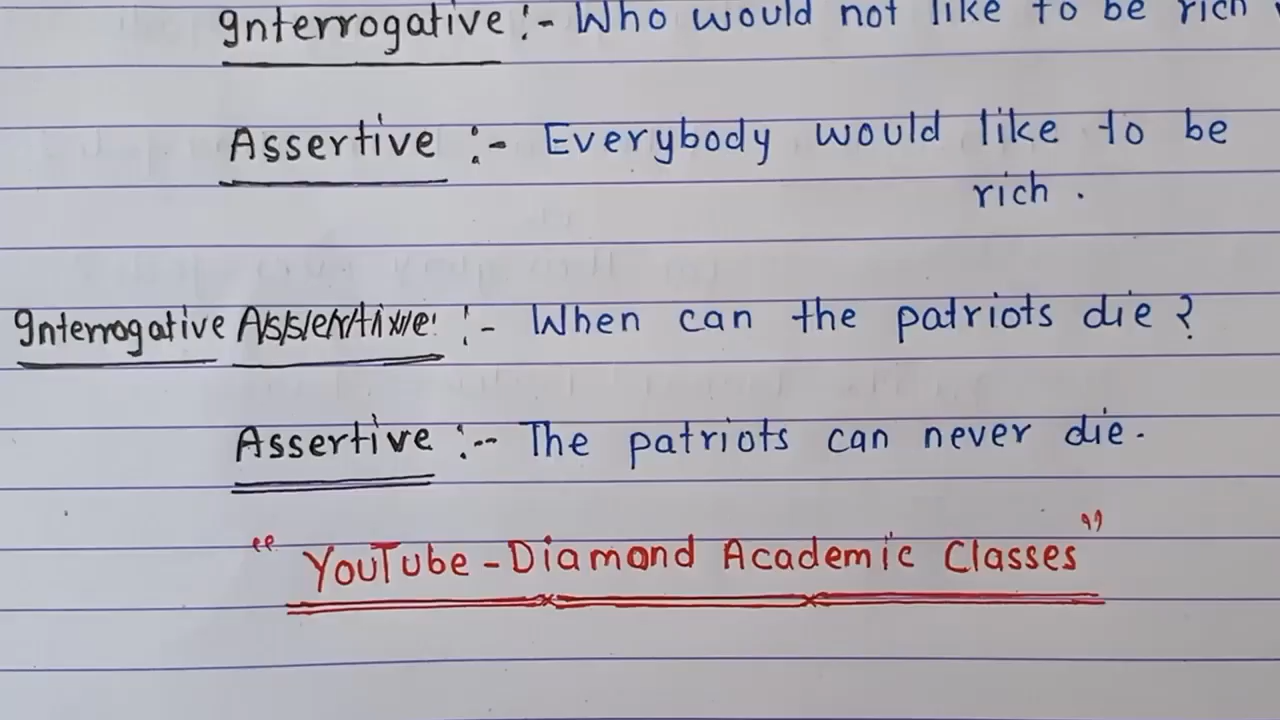 Interrogative :- Who would not like to be rich
Assertive :- Everybody would like to be
rich .
Interrogative Assertive :- When can the patriots die ?
Assertive :-- The patriots can never die.
“ YouTube - Diamond Academic Classes ”